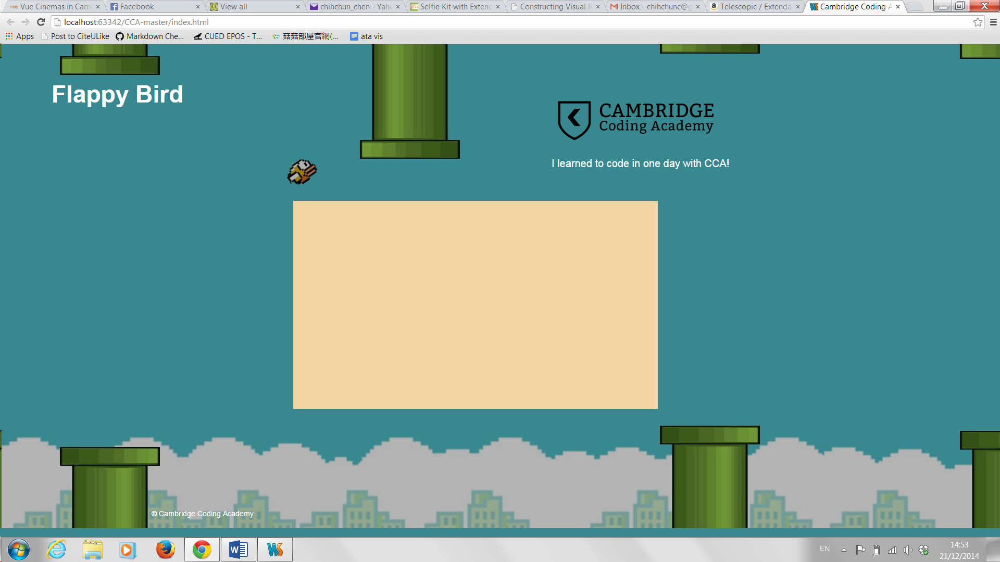 Vue Cinemas in Cam
Facebook
View all
chihchun_chen - Yaho
Selfie Kit with Extend
Constructing Visual R
Inbox - chihchunc@g
Telescopic / Extenda
Cambridge Coding A
localhost:63342/CCA-master/index.html
Apps
Post to CiteULike
Markdown Che...
CUED EPOS - T...
菇菇部屋官網(...
ata vis
Flappy Bird
CAMBRIDGE
Coding Academy
I learned to code in one day with CCA!
© Cambridge Coding Academy
EN
14:53
21/12/2014